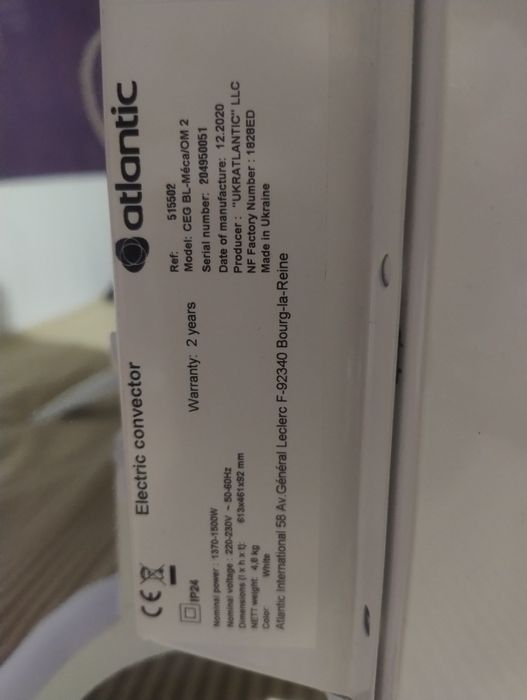 atlantic
Electric convector
Ref: 515502
Model: CEG BL-Méca/OM 2
Serial number: 204950051
Warranty: 2 years
Date of manufacture: 12.2020
Producer : "UKRATLANTIC" LLC
NF Factory Number : 1828ED
Made in Ukraine
CE
IP24
Nominal power : 1370-1500W
Nominal voltage : 220-230V ~ 50-60Hz
Dimensions (l x h x t): 613x461x92 mm
NETT weight: 4,8 kg
Color: White
Atlantic International 58 Av.Général Leclerc F-92340 Bourg-la-Reine